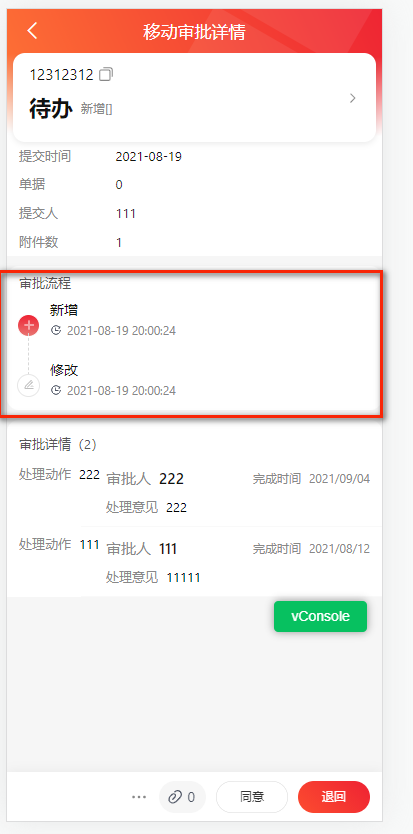 移动审批详情
12312312
待办 新增[]
提交时间 2021-08-19
单据 0
提交人 111
附件数 1
审批流程
新增
2021-08-19 20:00:24
修改
2021-08-19 20:00:24
审批详情（2）
处理动作 222 审批人 222 完成时间 2021/09/04
处理意见 222
处理动作 111 审批人 111 完成时间 2021/08/12
处理意见 11111
vConsole
0 同意 退回